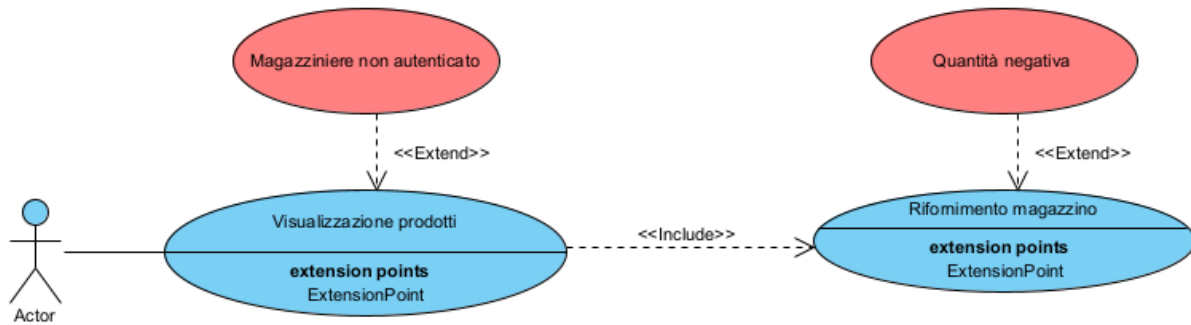 Magazziniere non autenticato
Quantità negativa
<<Extend>>
<<Extend>>
Visualizzazione prodotti
extension points
ExtensionPoint
<<Include>>
Rifornimento magazzino
extension points
ExtensionPoint
Actor